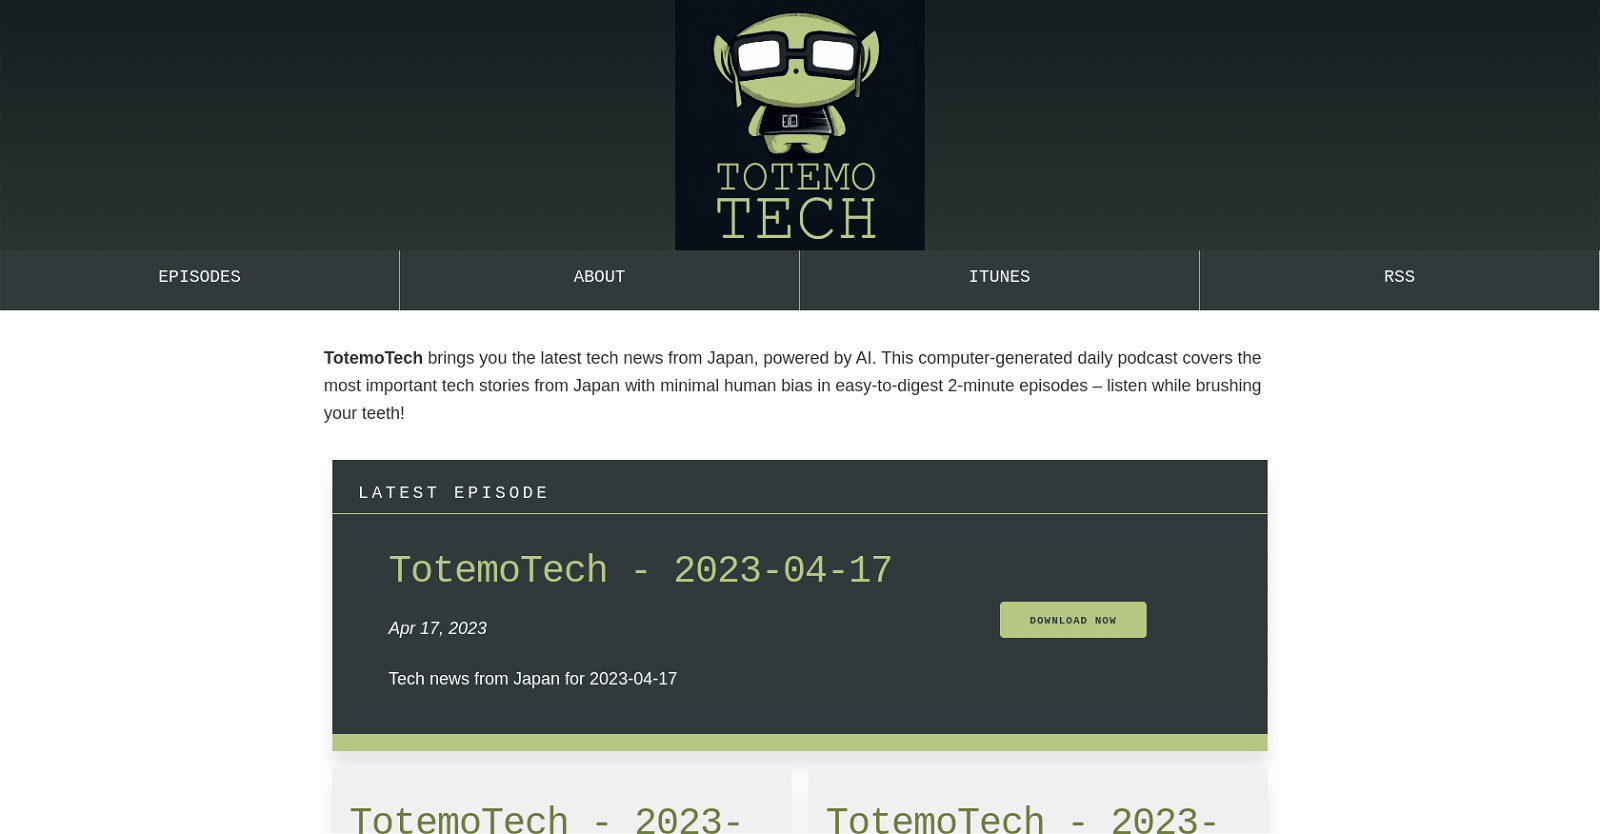 TOTEMO
TECH
EPISODES
ABOUT
ITUNES
RSS
TotemoTech brings you the latest tech news from Japan, powered by AI. This computer-generated daily podcast covers the
most important tech stories from Japan with minimal human bias in easy-to-digest 2-minute episodes – listen while brushing
your teeth!
LATEST EPISODE
TotemoTech - 2023-04-17
Apr 17, 2023
DOWNLOAD NOW
Tech news from Japan for 2023-04-17
TotemoTech - 2023-
TotemoTech - 2023-